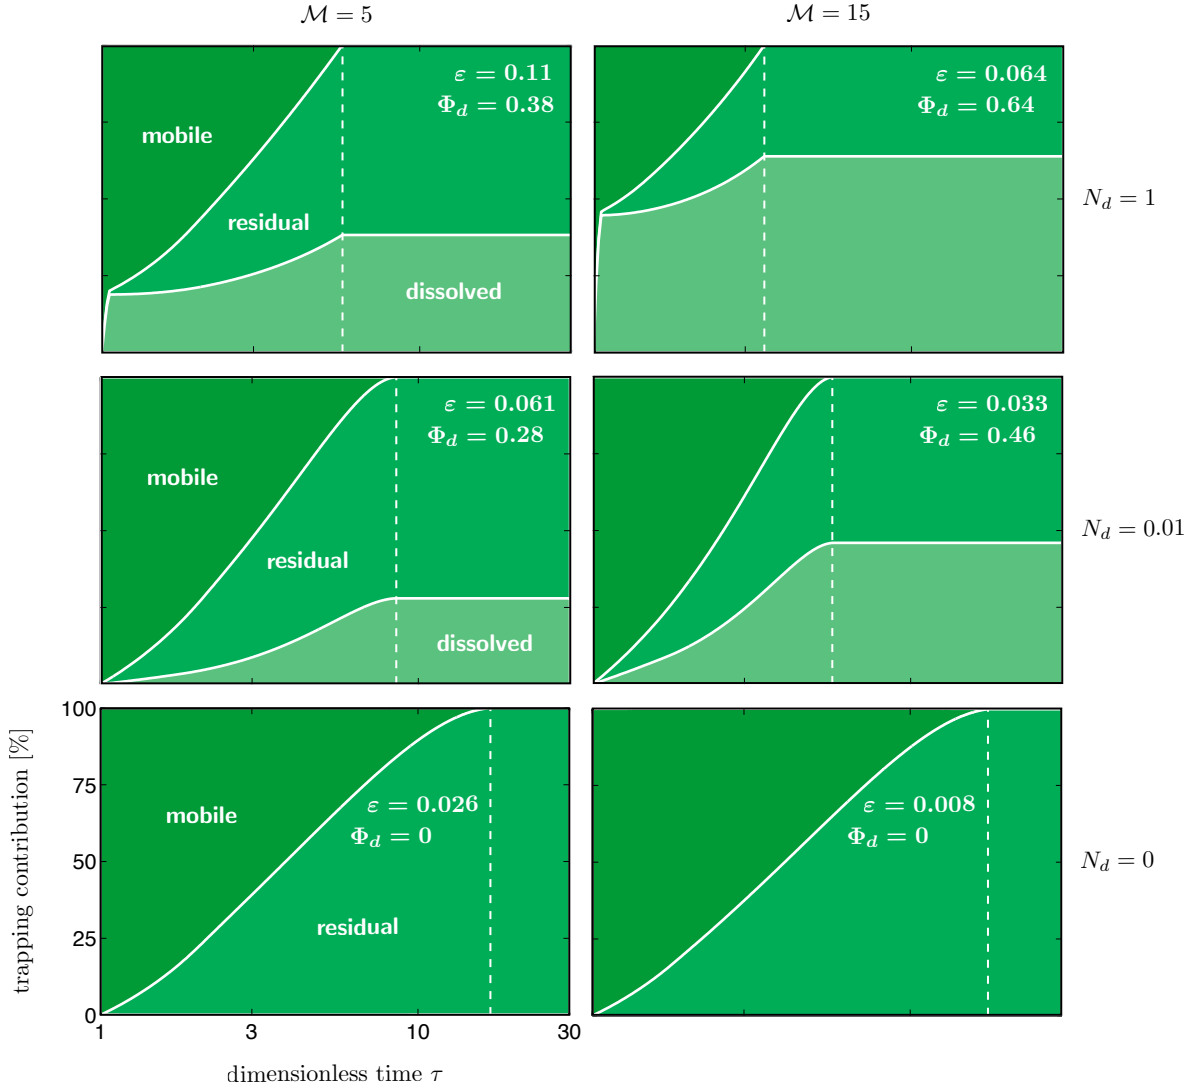 ℳ = 5
ℳ = 15
ε = 0.11
Φ_d = 0.38
mobile
residual
dissolved
ε = 0.064
Φ_d = 0.64
N_d = 1
ε = 0.061
Φ_d = 0.28
mobile
residual
dissolved
ε = 0.033
Φ_d = 0.46
N_d = 0.01
trapping contribution [%]
100
75
50
25
0
mobile
ε = 0.026
Φ_d = 0
residual
ε = 0.008
Φ_d = 0
N_d = 0
1
3
10
30
dimensionless time τ